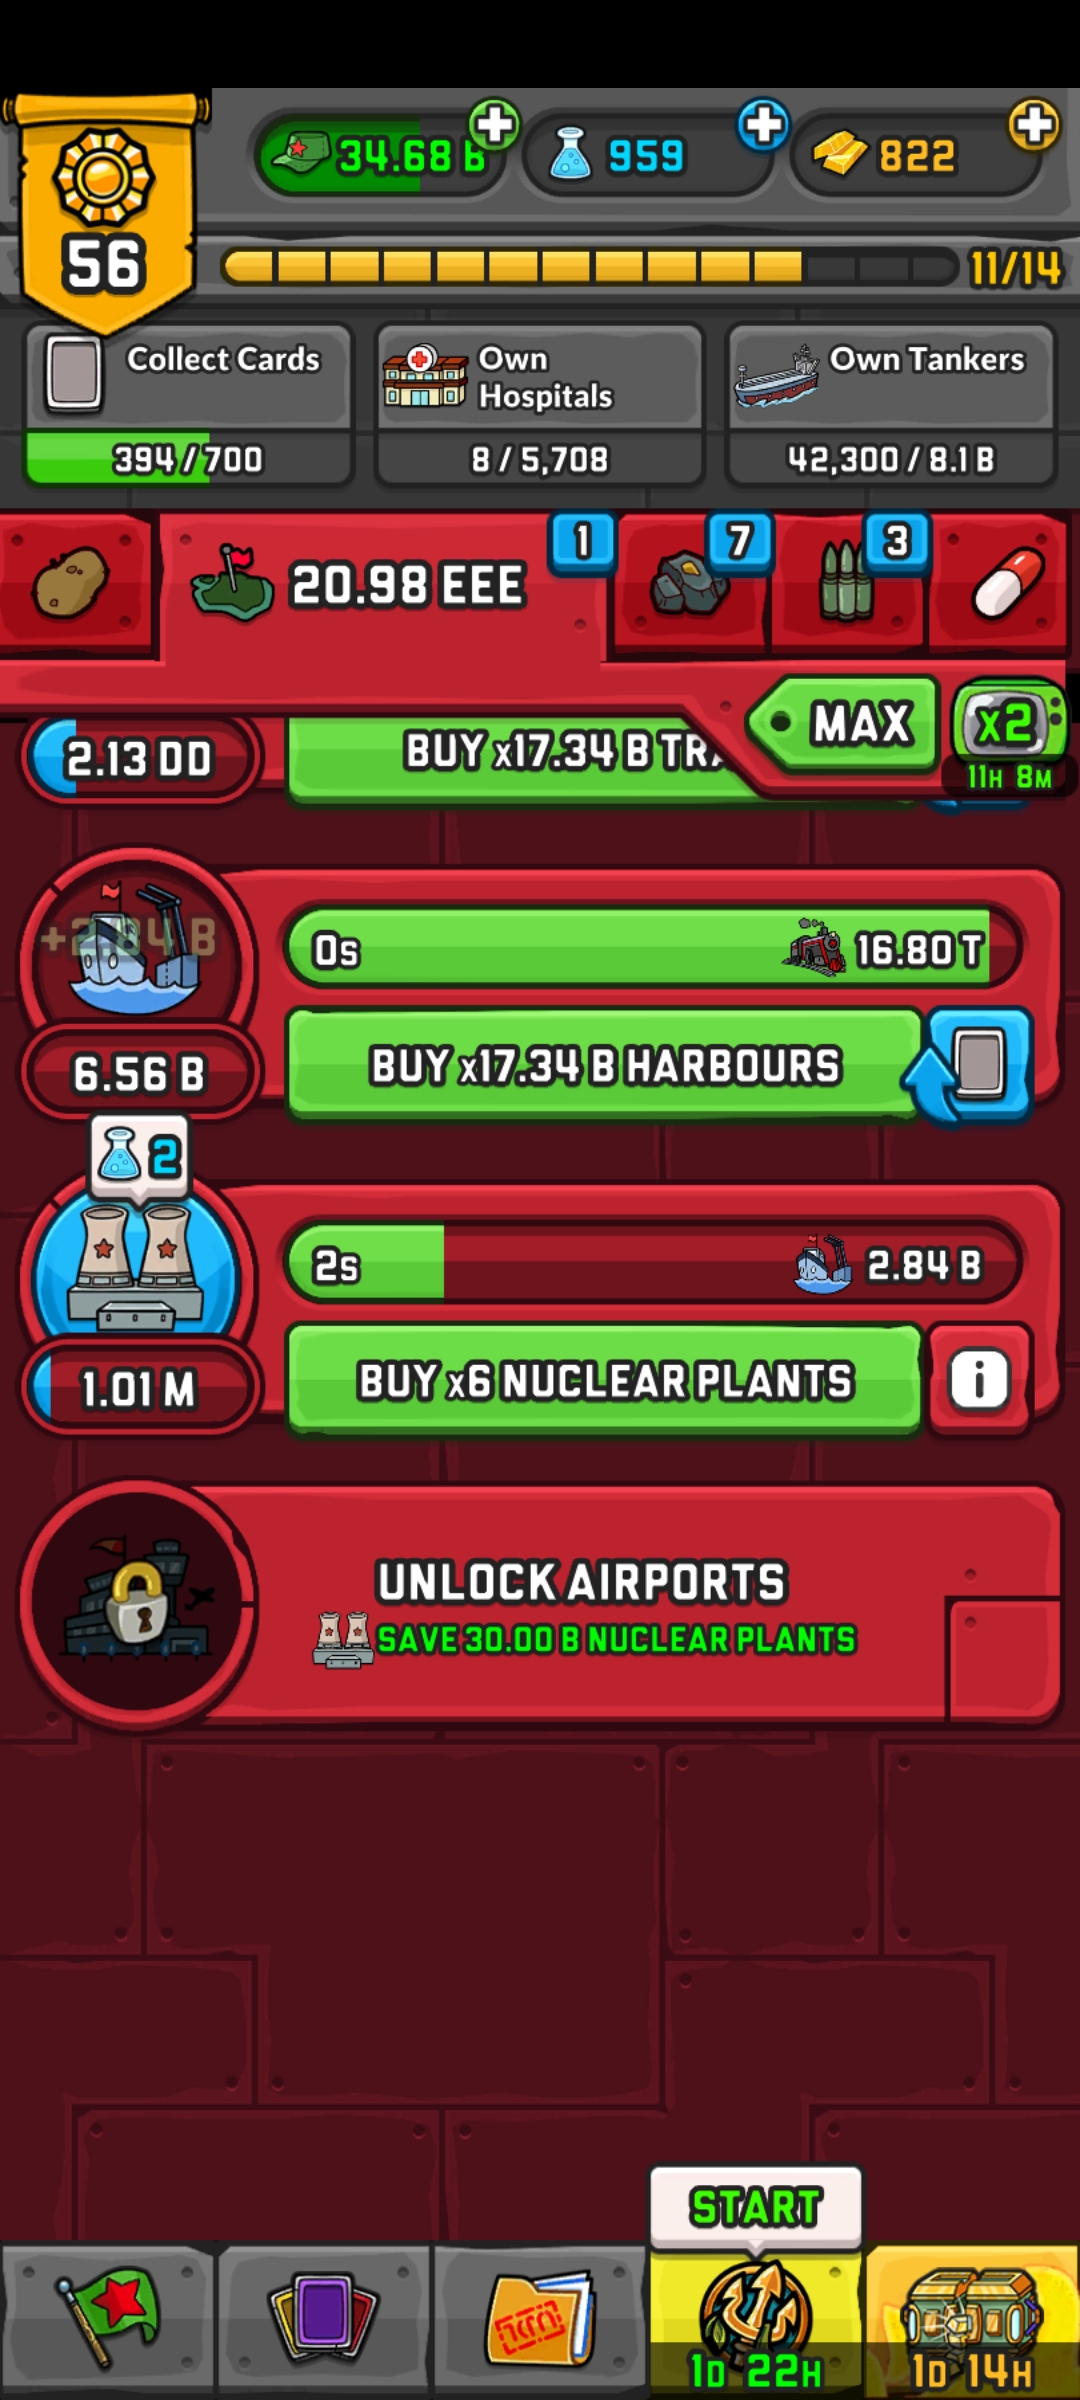 34.68 B
959
822
56
11/14
Collect Cards
394/700
Own
Hospitals
8/5,708
Own Tankers
42,300/8.1 B
20.98 EEE
1
7
3
MAX
x2
11H 8M
2.13 DD
BUY x17.34 B TRA
+2.84 B
0s
16.80 T
6.56 B
BUY x17.34 B HARBOURS
2
2s
2.84 B
1.01 M
BUY x6 NUCLEAR PLANTS
i
UNLOCK AIRPORTS
SAVE 30.00 B NUCLEAR PLANTS
START
1D 22H
1D 14H